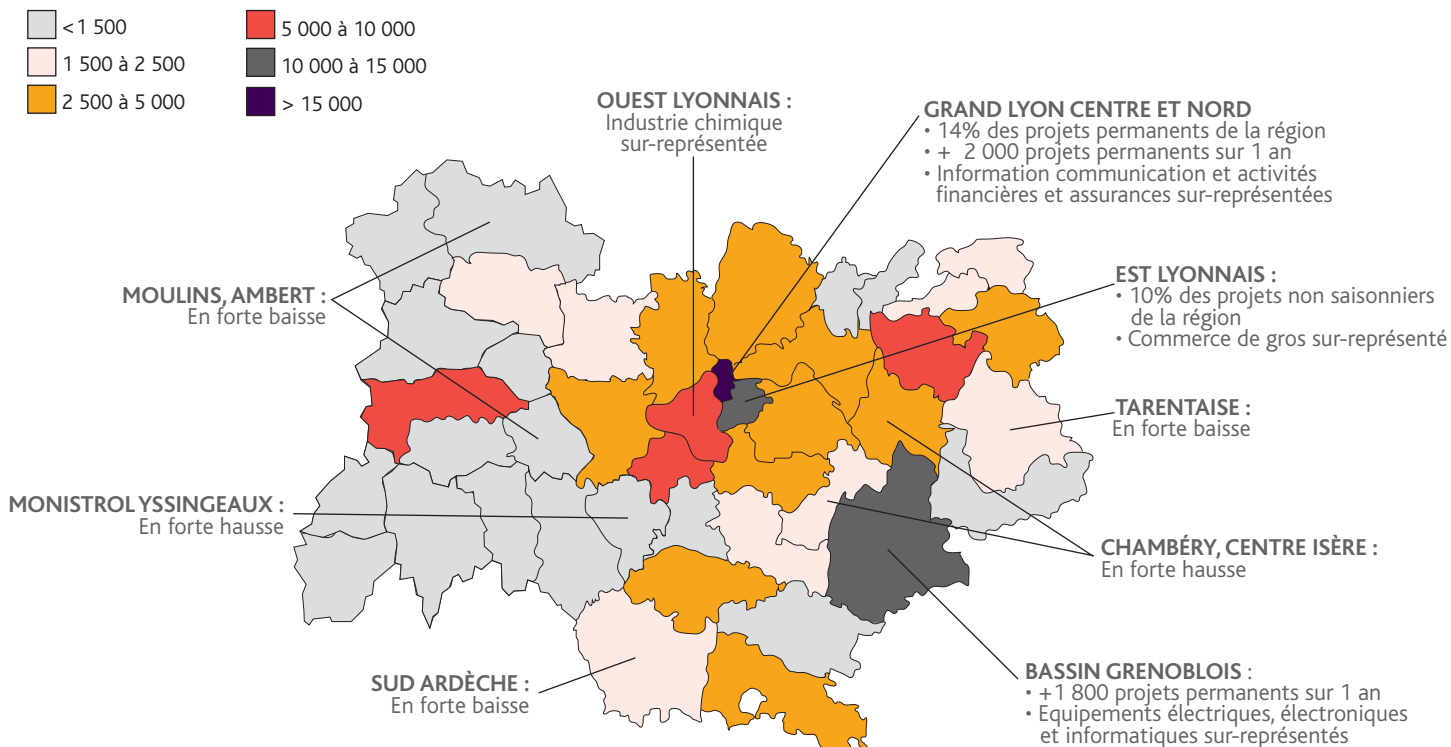 < 1 500
1 500 à 2 500
2 500 à 5 000
5 000 à 10 000
10 000 à 15 000
> 15 000
OUEST LYONNAIS :
Industrie chimique
sur-représentée
GRAND LYON CENTRE ET NORD
• 14% des projets permanents de la région
• + 2 000 projets permanents sur 1 an
• Information communication et activités
financières et assurances sur-représentées
MOULINS, AMBERT :
En forte baisse
EST LYONNAIS :
• 10% des projets non saisonniers
de la région
• Commerce de gros sur-représenté
TARENTAISE :
En forte baisse
MONISTROL YSSINGEAUX :
En forte hausse
CHAMBÉRY, CENTRE ISÈRE :
En forte hausse
SUD ARDÈCHE :
En forte baisse
BASSIN GRENOBLOIS :
• +1 800 projets permanents sur 1 an
• Equipements électriques, électroniques
et informatiques sur-représentés